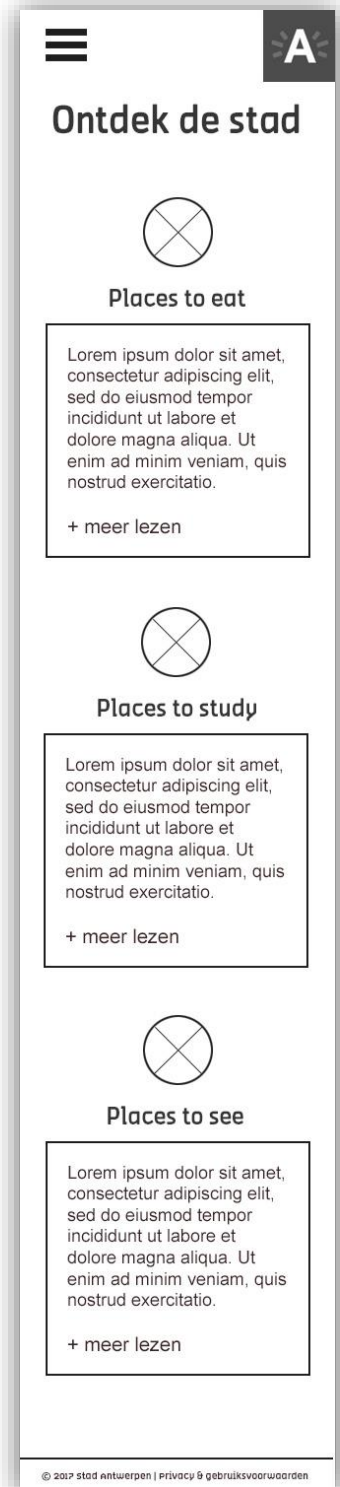 A
Ontdek de stad
Places to eat
Lorem ipsum dolor sit amet,
consectetur adipiscing elit,
sed do eiusmod tempor
incididunt ut labore et
dolore magna aliqua. Ut
enim ad minim veniam, quis
nostrud exercitatio.
+ meer lezen
Places to study
Lorem ipsum dolor sit amet,
consectetur adipiscing elit,
sed do eiusmod tempor
incididunt ut labore et
dolore magna aliqua. Ut
enim ad minim veniam, quis
nostrud exercitatio.
+ meer lezen
Places to see
Lorem ipsum dolor sit amet,
consectetur adipiscing elit,
sed do eiusmod tempor
incididunt ut labore et
dolore magna aliqua. Ut
enim ad minim veniam, quis
nostrud exercitatio.
+ meer lezen
© 2017 Stad Antwerpen | Privacy & gebruiksvoorwaarden